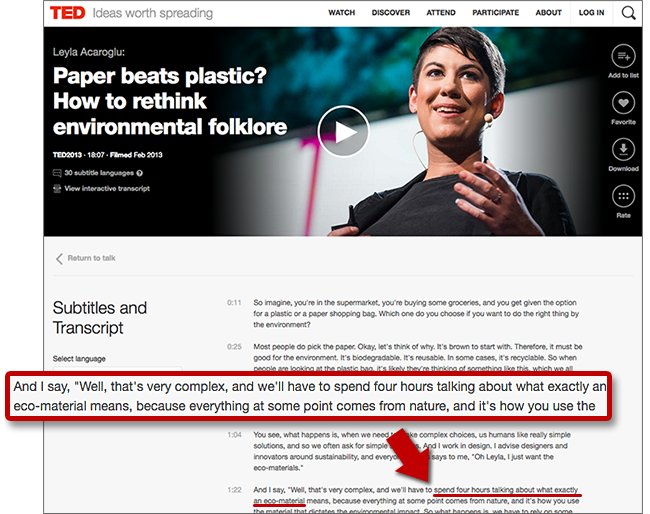 TED Ideas worth spreading
WATCH DISCOVER ATTEND PARTICIPATE ABOUT LOG IN
Leyla Acaroglu:
Paper beats plastic?
How to rethink
environmental folklore
TED2013 · 18:07 · Filmed Feb 2013
30 subtitle languages
View interactive transcript
Add to list
Favorite
Download
Rate
Return to talk
Subtitles and
Transcript
Select language
0:11 So imagine, you're in the supermarket, you're buying some groceries, and you get given the option
for a plastic or a paper shopping bag. Which one do you choose if you want to do the right thing by
the environment?
0:25 Most people do pick the paper. Okay, let's think of why. It's brown to start with. Therefore, it must be
good for the environment. It's biodegradable. It's reusable. In some cases, it's recyclable. So when
people are looking at the plastic bag, it's likely they're thinking of something like this, which we all
And I say, "Well, that's very complex, and we'll have to spend four hours talking about what exactly an
eco-material means, because everything at some point comes from nature, and it's how you use the
1:04 You see, what happens is, when we need to make complex choices, us humans like really simple
solutions, and so we often ask for simple And I work in design. I advise designers and
innovators around sustainability, and says to me, "Oh Leyla, I just want the
eco-materials."
1:22 And I say, "Well, that's very complex, and we'll have to spend four hours talking about what exactly
an eco-material means, because everything at some point comes from nature, and it's how you use
the material that dictates the environmental impact. So what happens is, we have to rely on some